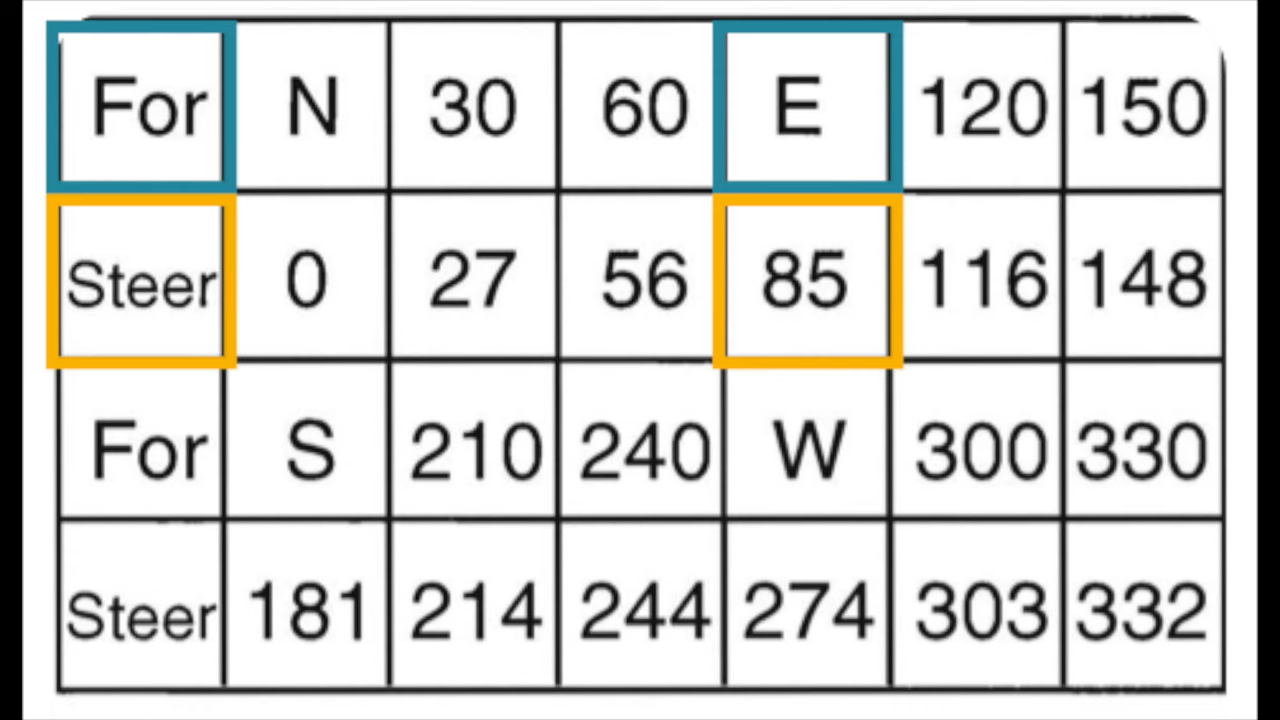 For N 30 60 E 120 150
Steer 0 27 56 85 116 148
For S 210 240 W 300 330
Steer 181 214 244 274 303 332